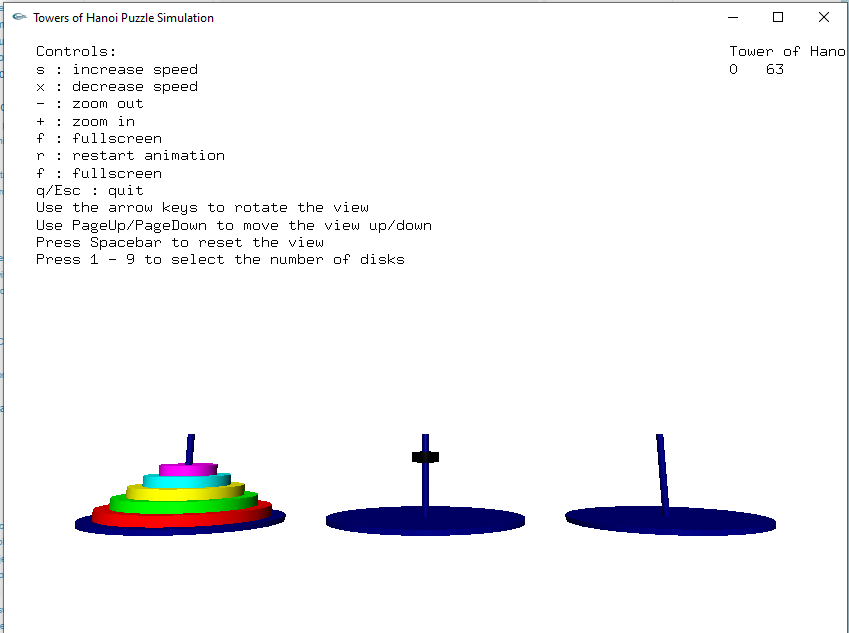 Towers of Hanoi Puzzle Simulation
Controls:
s : increase speed
x : decrease speed
- : zoom out
+ : zoom in
f : fullscreen
r : restart animation
f : fullscreen
q/Esc : quit
Use the arrow keys to rotate the view
Use PageUp/PageDown to move the view up/down
Press Spacebar to reset the view
Press 1 - 9 to select the number of disks
Tower of Hano
0 63